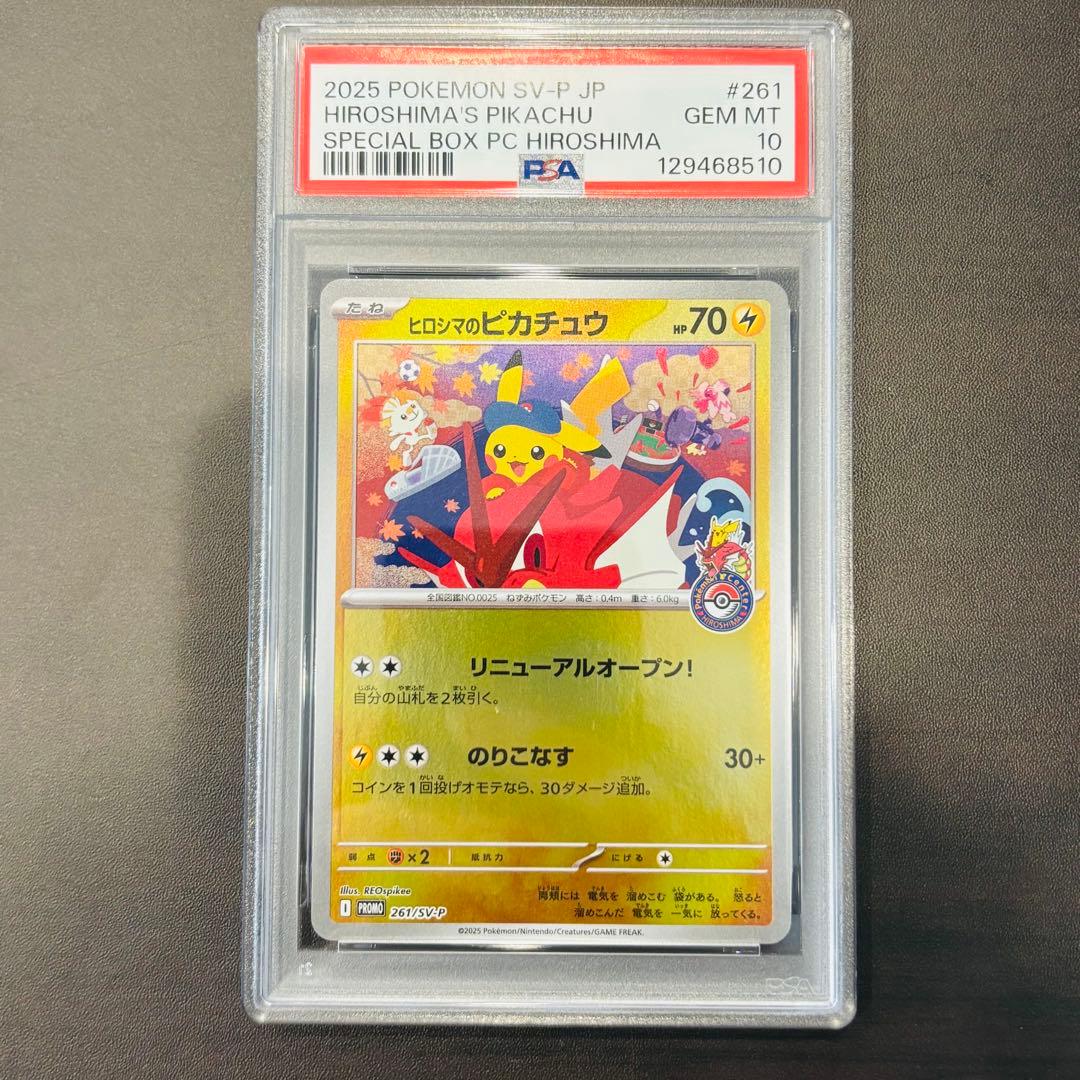 2025 POKEMON SV-P JP #261
HIROSHIMA'S PIKACHU GEM MT
SPECIAL BOX PC HIROSHIMA 10
PSA 129468510
たね ヒロシマのピカチュウ HP70
Pokémon Center HIROSHIMA
全国図鑑NO.0025 ねずみポケモン 高さ:0.4m 重さ:6.0kg
リニューアルオープン!
自分の山札を2枚引く。
のりこなす 30+
コインを1回投げオモテなら、30ダメージ追加。
弱点 ×2 抵抗力 にげる
Illus. REOspikee
両頬には 電気を 溜めこむ 袋がある。 怒ると
溜めこんだ 電気を 一気に 放ってくる。
I PROMO 261/SV-P
©2025 Pokémon/Nintendo/Creatures/GAME FREAK.
PSA